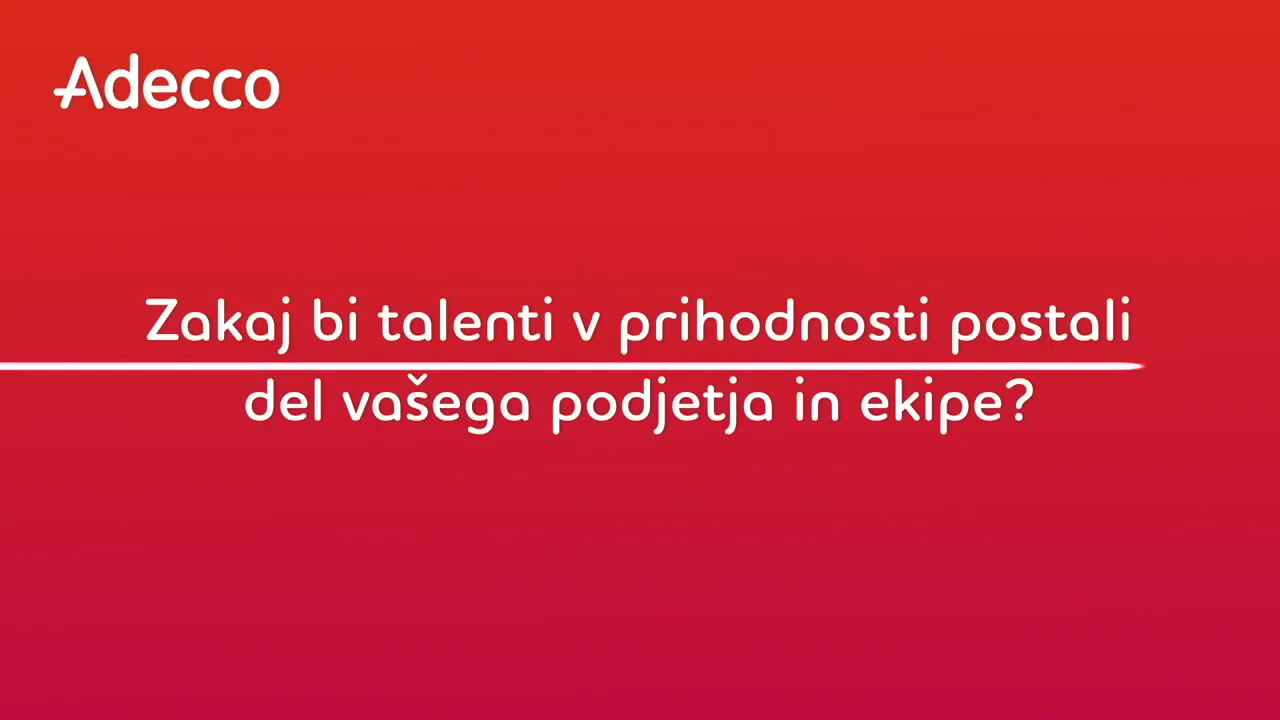 Adecco
Zakaj bi talenti v prihodnosti postali
del vašega podjetja in ekipe?